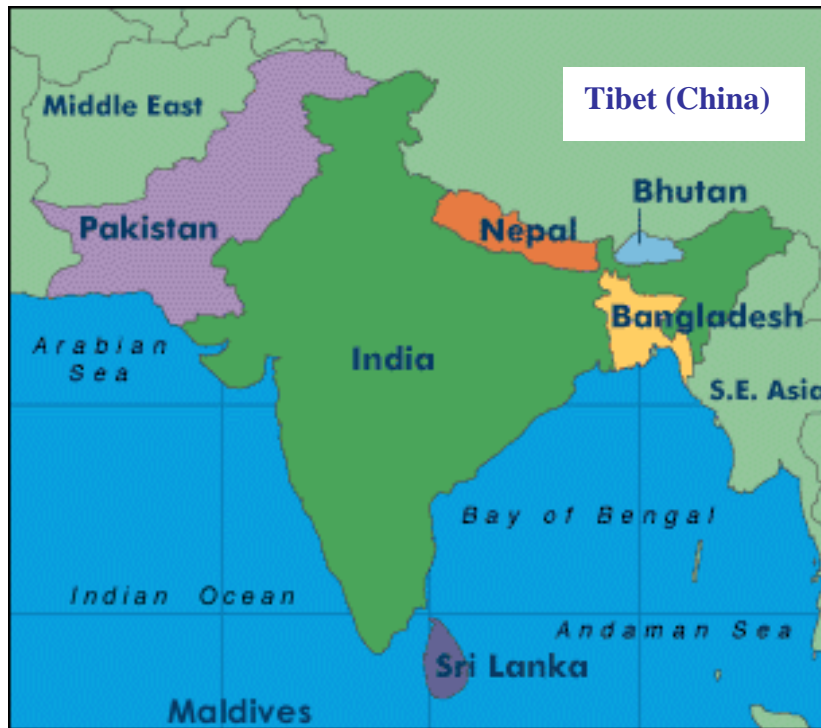 Tibet (China)
Middle East
Bhutan
Pakistan
Nepal
Bangladesh
Arabian
Sea
India
S.E. Asia
Bay of Bengal
Indian Ocean
Andaman Sea
Sri Lanka
Maldives